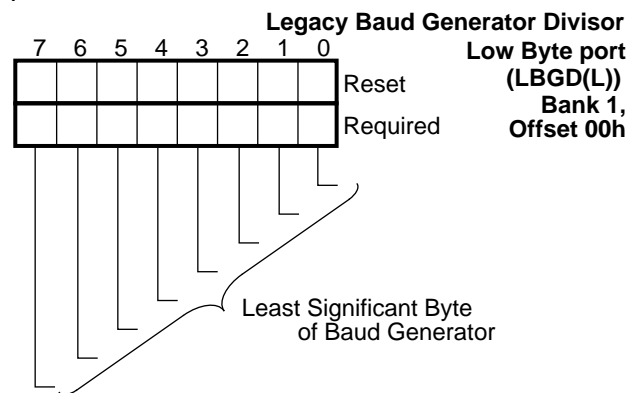 Legacy Baud Generator Divisor
Low Byte port
(LBGD(L))
Bank 1,
Offset 00h
7 6 5 4 3 2 1 0
Reset
Required
Least Significant Byte
of Baud Generator